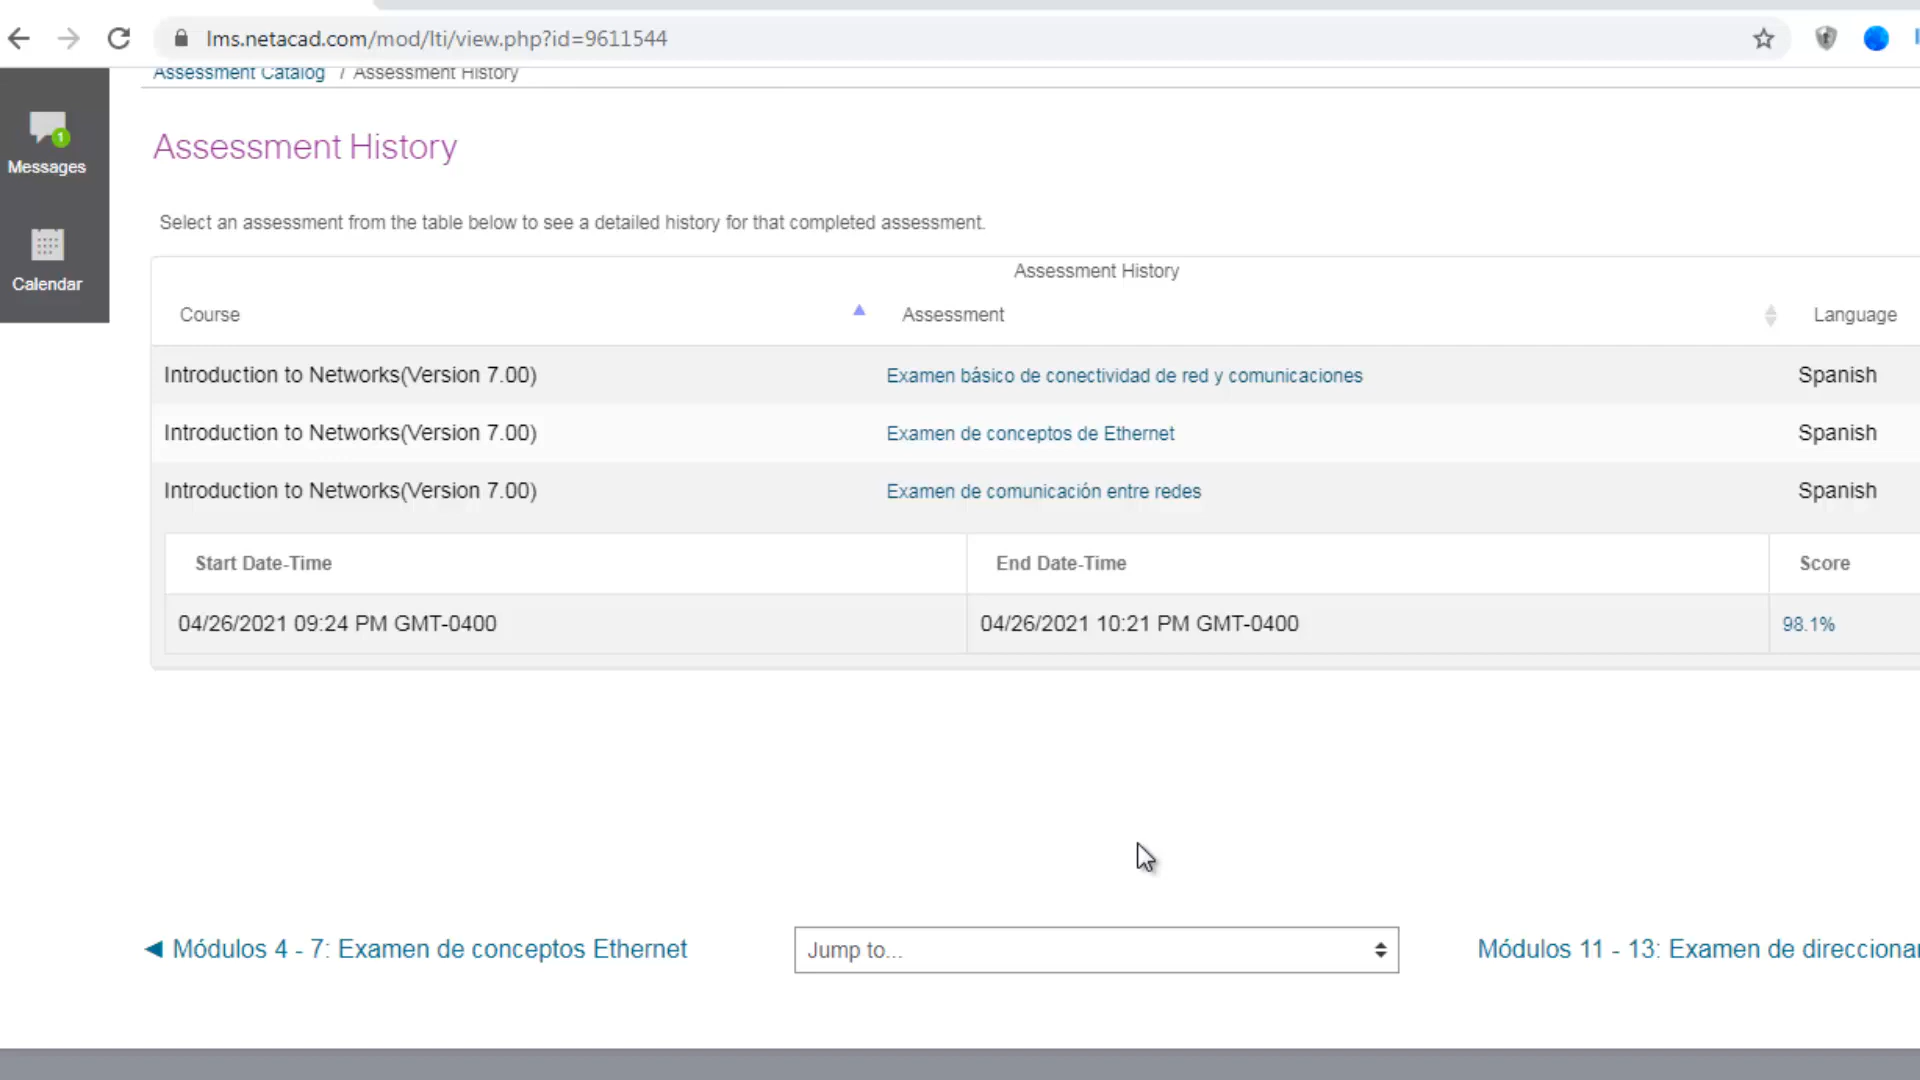 lms.netacad.com/mod/lti/view.php?id=9611544
Assessment Catalog / Assessment History
1
Messages
Calendar
Assessment History
Select an assessment from the table below to see a detailed history for that completed assessment.
Assessment History
Course Assessment Language
Introduction to Networks(Version 7.00) Examen básico de conectividad de red y comunicaciones Spanish
Introduction to Networks(Version 7.00) Examen de conceptos de Ethernet Spanish
Introduction to Networks(Version 7.00) Examen de comunicación entre redes Spanish
Start Date-Time End Date-Time Score
04/26/2021 09:24 PM GMT-0400 04/26/2021 10:21 PM GMT-0400 98.1%
◀ Módulos 4 - 7: Examen de conceptos Ethernet Jump to... Módulos 11 - 13: Examen de